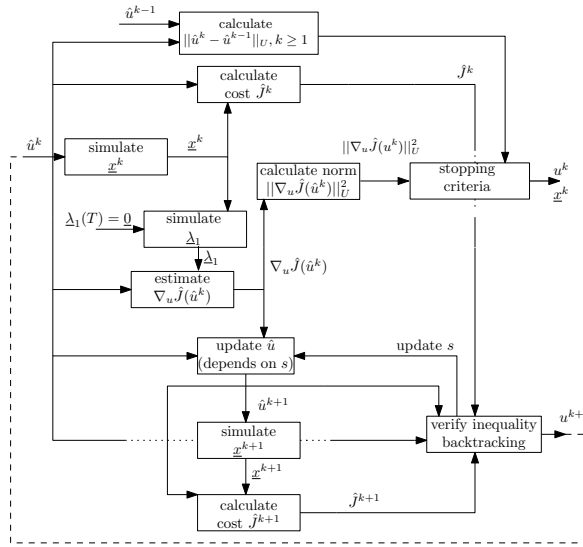 û^{k−1}
calculate
||û^k − û^{k−1}||_U, k ≥ 1
calculate
cost Ĵ^k
Ĵ^k
û^k
simulate
x^k
x^k
||∇_u Ĵ(u^k)||²_U
calculate norm
||∇_u Ĵ(û^k)||²_U
stopping
criteria
u^k
x^k
λ_1(T) = 0
simulate
λ_1
λ_1
estimate
∇_u Ĵ(û^k)
∇_u Ĵ(û^k)
update û
(depends on s)
update s
û^{k+1}
simulate
x^{k+1}
x^{k+1}
verify inequality
backtracking
u^{k+
calculate
cost Ĵ^{k+1}
Ĵ^{k+1}